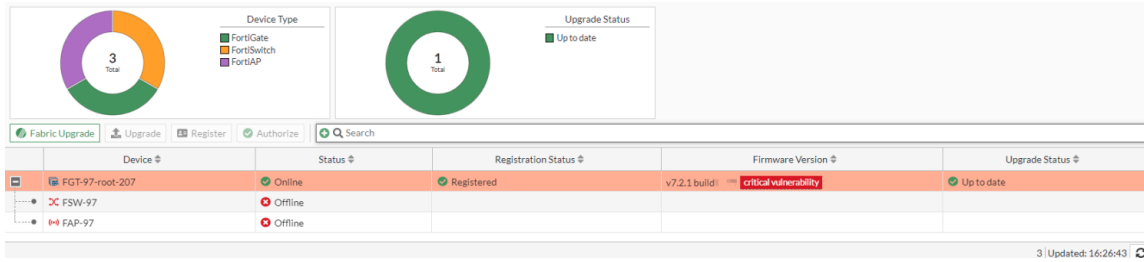 Device Type
FortiGate
FortiSwitch
FortiAP
3
Total
Upgrade Status
Up to date
1
Total
Fabric Upgrade Upgrade Register Authorize Search
Device Status Registration Status Firmware Version Upgrade Status
FGT-97-root-207 Online Registered v7.2.1 build critical vulnerability Up to date
FSW-97 Offline
FAP-97 Offline
3 Updated: 16:26:43